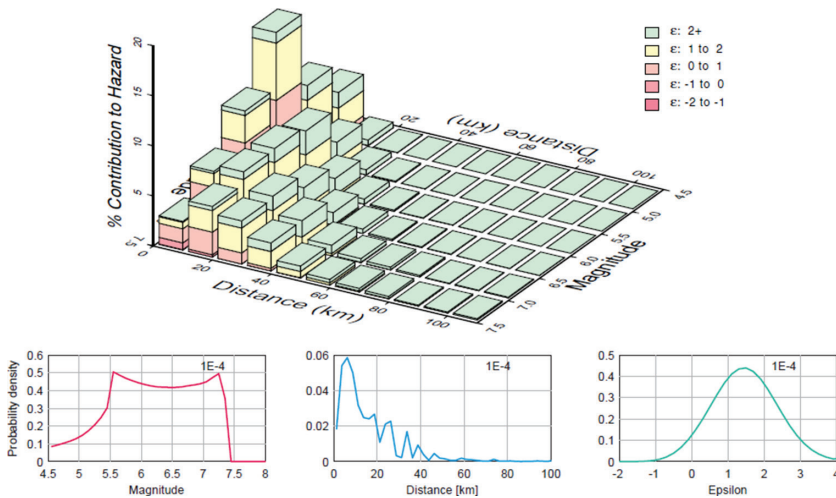 % Contribution to Hazard
20
15
10
5
ε: 2+
ε: 1 to 2
ε: 0 to 1
ε: -1 to 0
ε: -2 to -1
20
40
60
80
100
Distance (km)
4.5
5.0
5.5
6.0
6.5
7.0
7.5
Magnitude
0
20
40
60
80
100
Distance (km)
0.6
0.5
0.4
0.3
0.2
0.1
0
Probability density
1E-4
4.5 5 5.5 6 6.5 7 7.5 8
Magnitude
0.06
0.04
0.02
0
1E-4
0 20 40 60 80 100
Distance [km]
0.5
0.4
0.3
0.2
0.1
0
1E-4
-2 -1 0 1 2 3 4
Epsilon